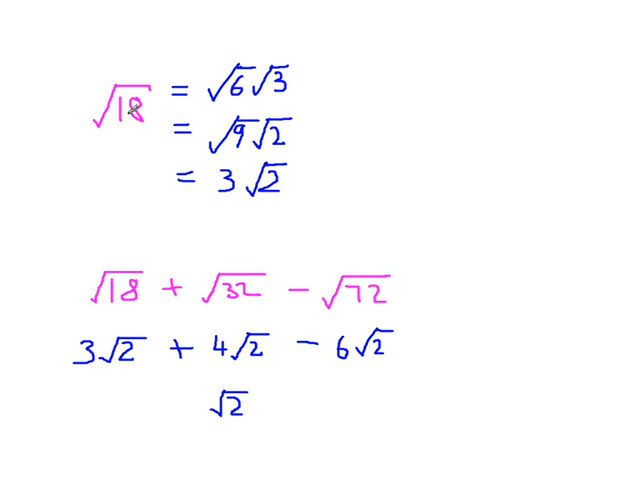 √18 = √6√3
= √9√2
= 3√2
√18 + √32 - √72
3√2 + 4√2 - 6√2
√2